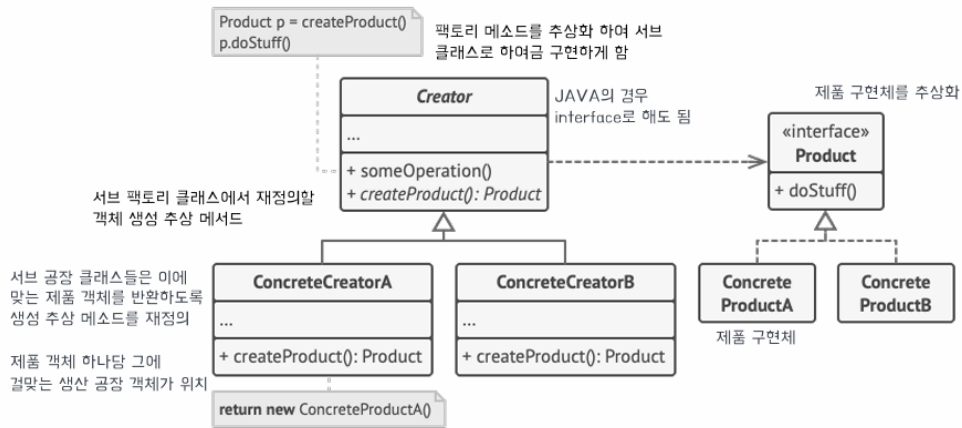 Product p = createProduct()
p.doStuff()
팩토리 메소드를 추상화 하여 서브
클래스로 하여금 구현하게 함
Creator
...
+ someOperation()
+ createProduct(): Product
JAVA의 경우
interface로 해도 됨
제품 구현체를 추상화
«interface»
Product
+ doStuff()
서브 팩토리 클래스에서 재정의할
객체 생성 추상 메서드
서브 공장 클래스들은 이에
맞는 제품 객체를 반환하도록
생성 추상 메소드를 재정의
제품 객체 하나당 그에
걸맞는 생산 공장 객체가 위치
ConcreteCreatorA
...
+ createProduct(): Product
return new ConcreteProductA()
ConcreteCreatorB
...
+ createProduct(): Product
Concrete
ProductA
Concrete
ProductB
제품 구현체